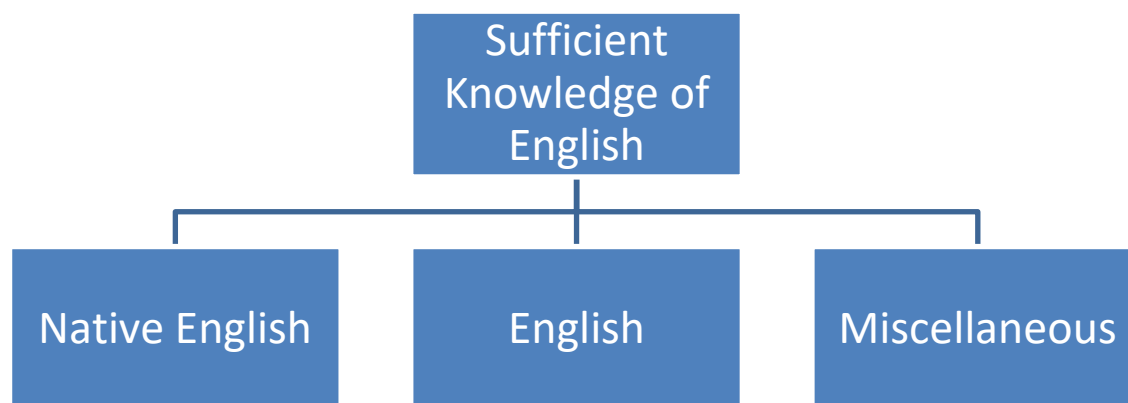 Sufficient
Knowledge of
English
Native English
English
Miscellaneous